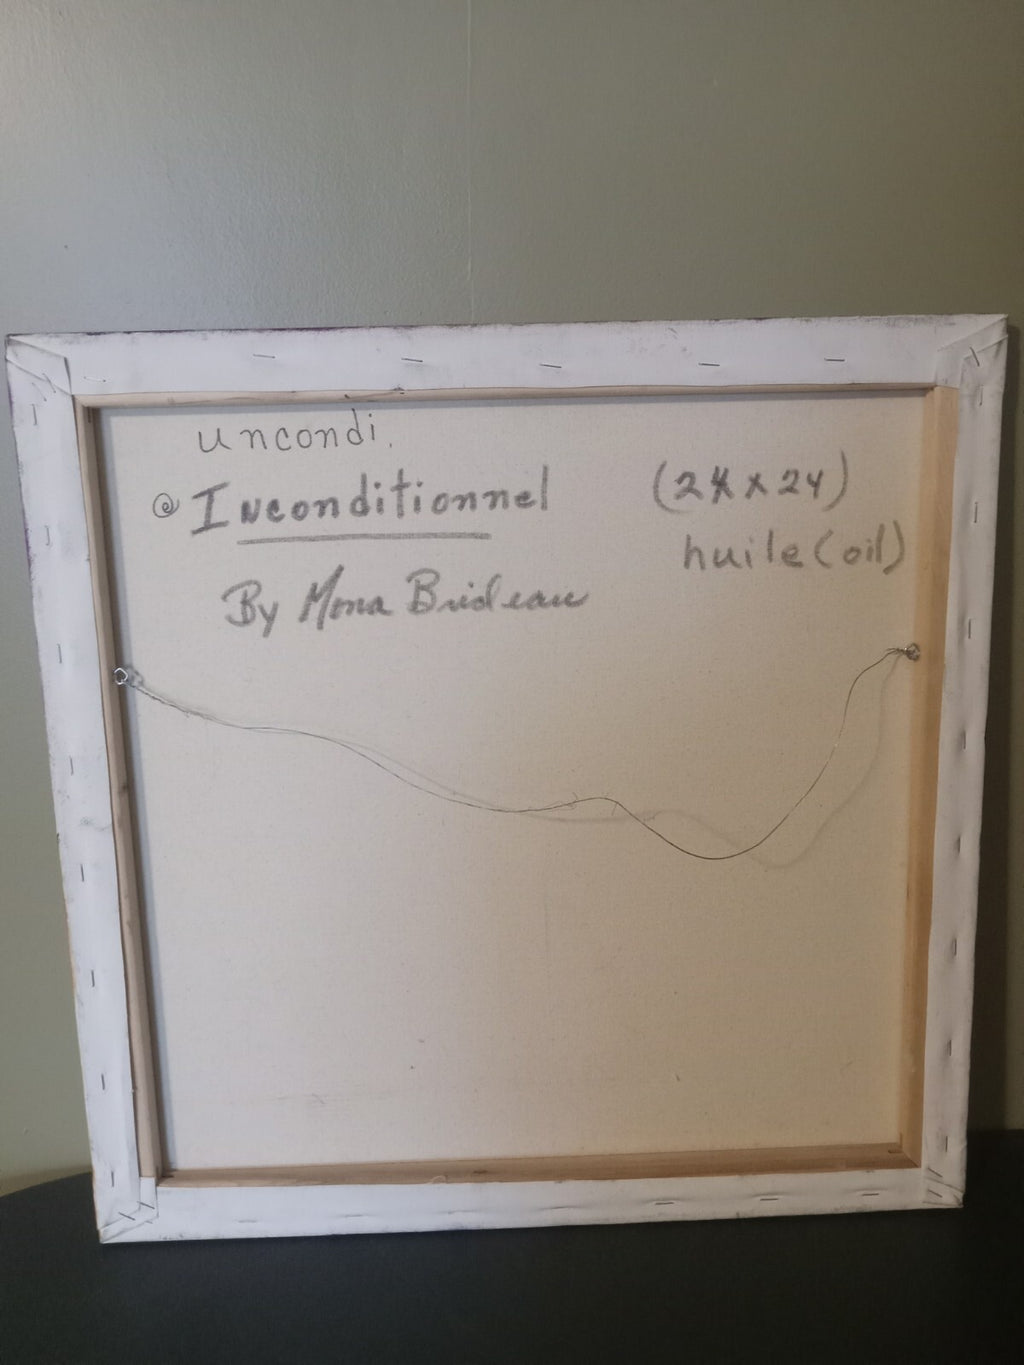 uncondi.
@ Inconditionnel
(24 x 24)
huile (oil)
By Mona Brideau